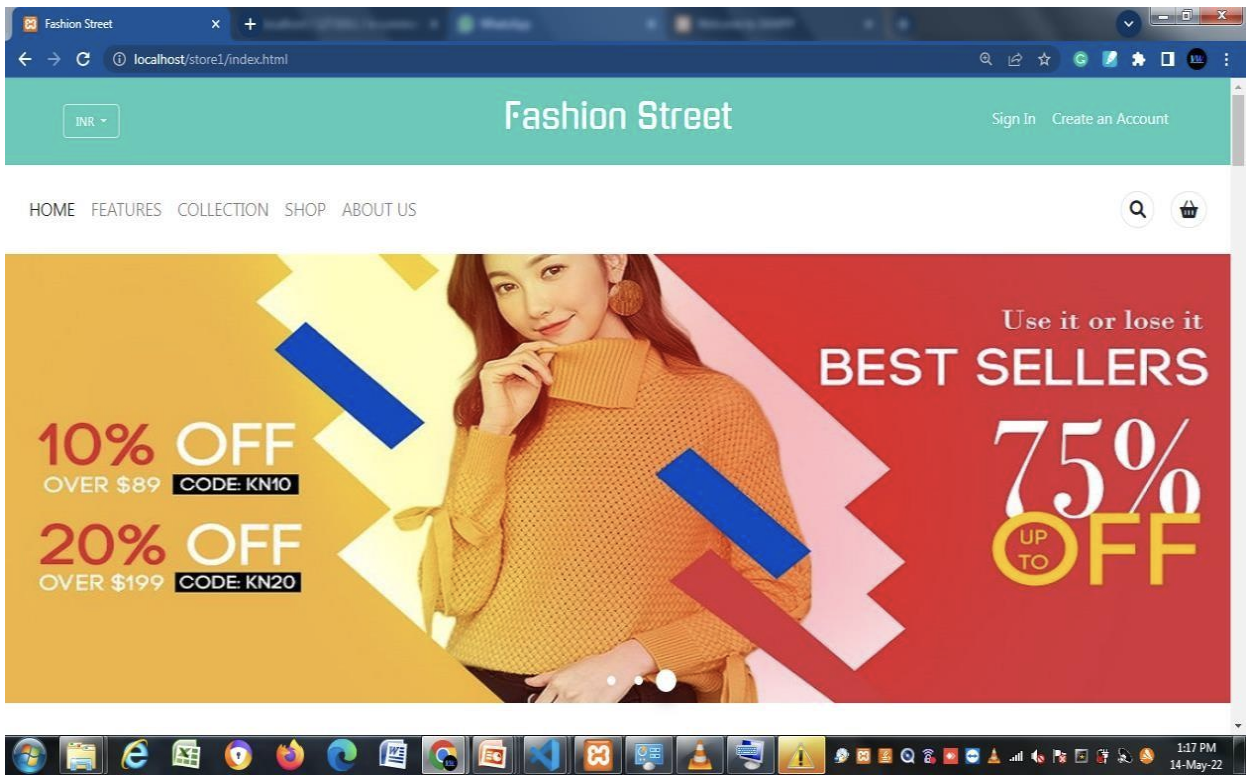 Fashion Street
localhost/store1/index.html
INR
Fashion Street
Sign In Create an Account
HOME FEATURES COLLECTION SHOP ABOUT US
Use it or lose it
BEST SELLERS
75%
UP TO OFF
10% OFF
OVER $89 CODE: KN10
20% OFF
OVER $199 CODE: KN20
1:17 PM
14-May-22